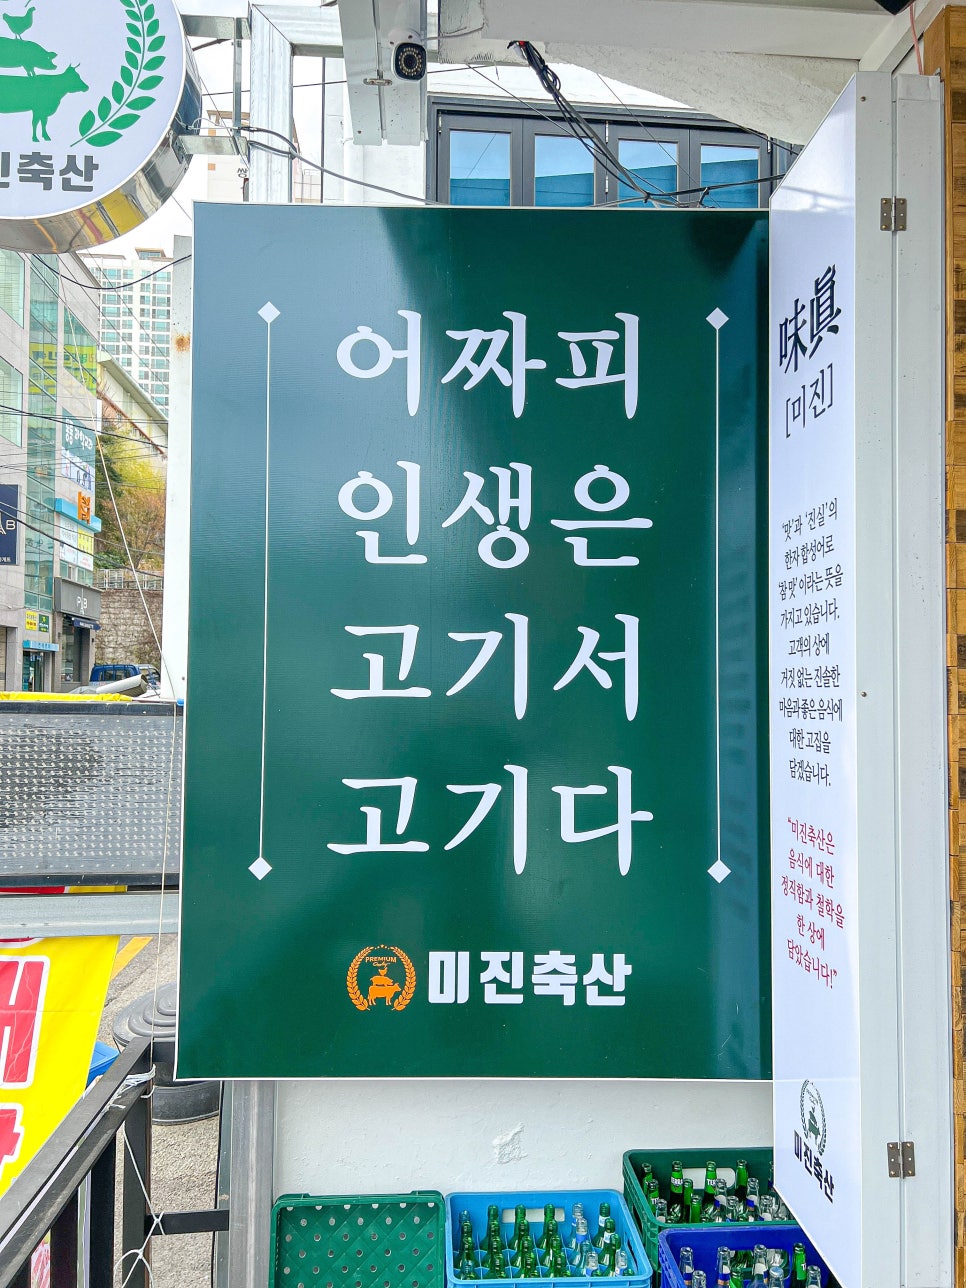 축산
어짜피
인생은
고기서
고기다
PREMIUM
미진축산
味眞
[미진]
'맛'과 '진실'의
한자 합성어로
'참 맛' 이라는 뜻을
가지고 있습니다.
고객의 상에
거짓 없는 진솔한
마음과 좋은 음식에
대한 고집을
담겠습니다.
"미진축산은
음식에 대한
정직함과 철학을
한 상에
담았습니다!"
미진축산